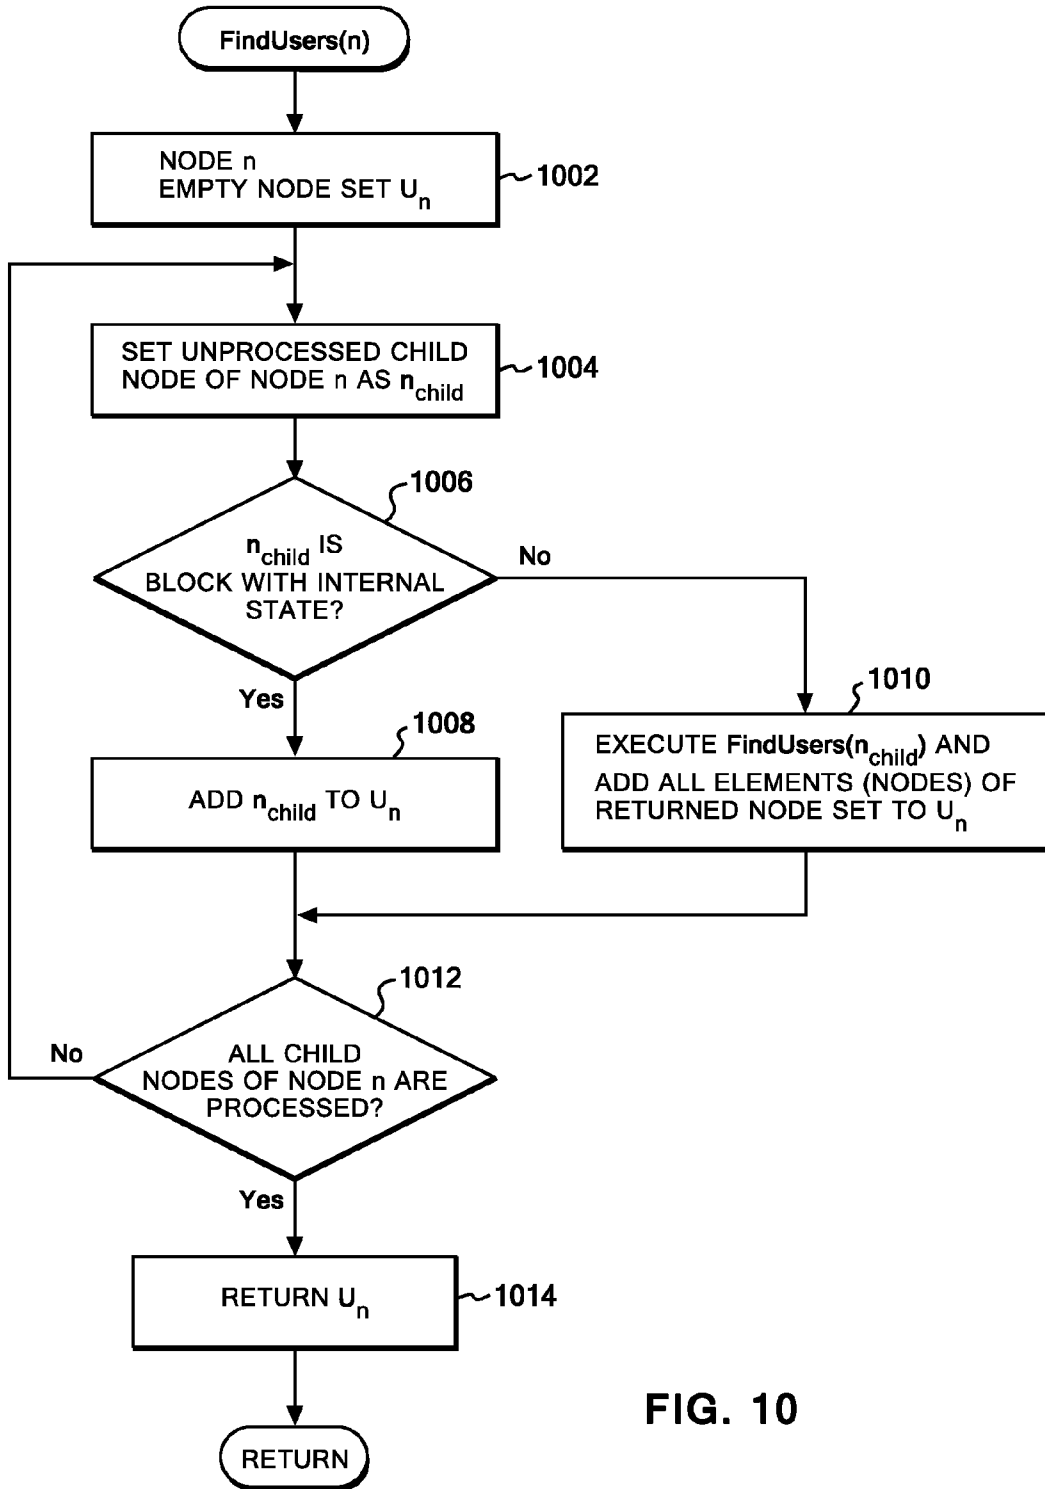 FindUsers(n)
NODE n
EMPTY NODE SET Un
1002
SET UNPROCESSED CHILD
NODE OF NODE n AS nchild
1004
1006
nchild IS
BLOCK WITH INTERNAL
STATE?
No
Yes
1008
ADD nchild TO Un
1010
EXECUTE FindUsers(nchild) AND
ADD ALL ELEMENTS (NODES) OF
RETURNED NODE SET TO Un
1012
ALL CHILD
NODES OF NODE n ARE
PROCESSED?
No
Yes
RETURN Un
1014
RETURN
FIG. 10